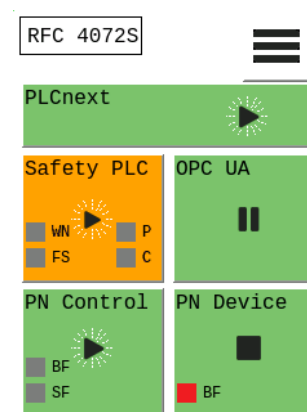 RFC 4072S
PLCnext
Safety PLC
WN P
FS C
OPC UA
PN Control
BF
SF
PN Device
BF